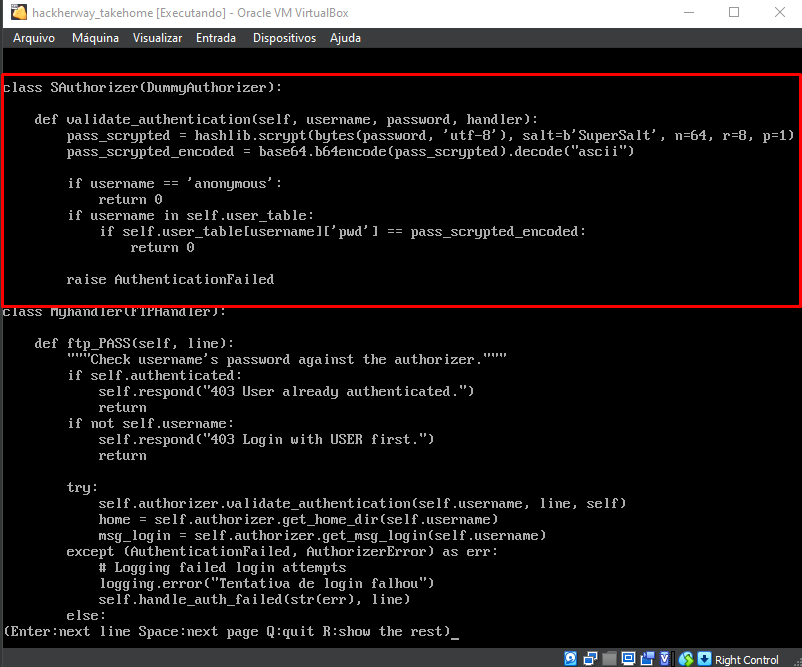 hackherway_takehome [Executando] - Oracle VM VirtualBox
Arquivo Máquina Visualizar Entrada Dispositivos Ajuda
class SAuthorizer(DummyAuthorizer):
    def validate_authentication(self, username, password, handler):
        pass_scrypted = hashlib.scrypt(bytes(password, 'utf-8'), salt=b'SuperSalt', n=64, r=8, p=1)
        pass_scrypted_encoded = base64.b64encode(pass_scrypted).decode("ascii")
        if username == 'anonymous':
            return 0
        if username in self.user_table:
            if self.user_table[username]['pwd'] == pass_scrypted_encoded:
                return 0
        raise AuthenticationFailed
class Myhandler(FTPHandler):
    def ftp_PASS(self, line):
        """Check username's password against the authorizer."""
        if self.authenticated:
            self.respond("403 User already authenticated.")
            return
        if not self.username:
            self.respond("403 Login with USER first.")
            return
        try:
            self.authorizer.validate_authentication(self.username, line, self)
            home = self.authorizer.get_home_dir(self.username)
            msg_login = self.authorizer.get_msg_login(self.username)
        except (AuthenticationFailed, AuthorizerError) as err:
            # Logging failed login attempts
            logging.error("Tentativa de login falhou")
            self.handle_auth_failed(str(err), line)
        else:
(Enter:next line Space:next page Q:quit R:show the rest)_
Right Control